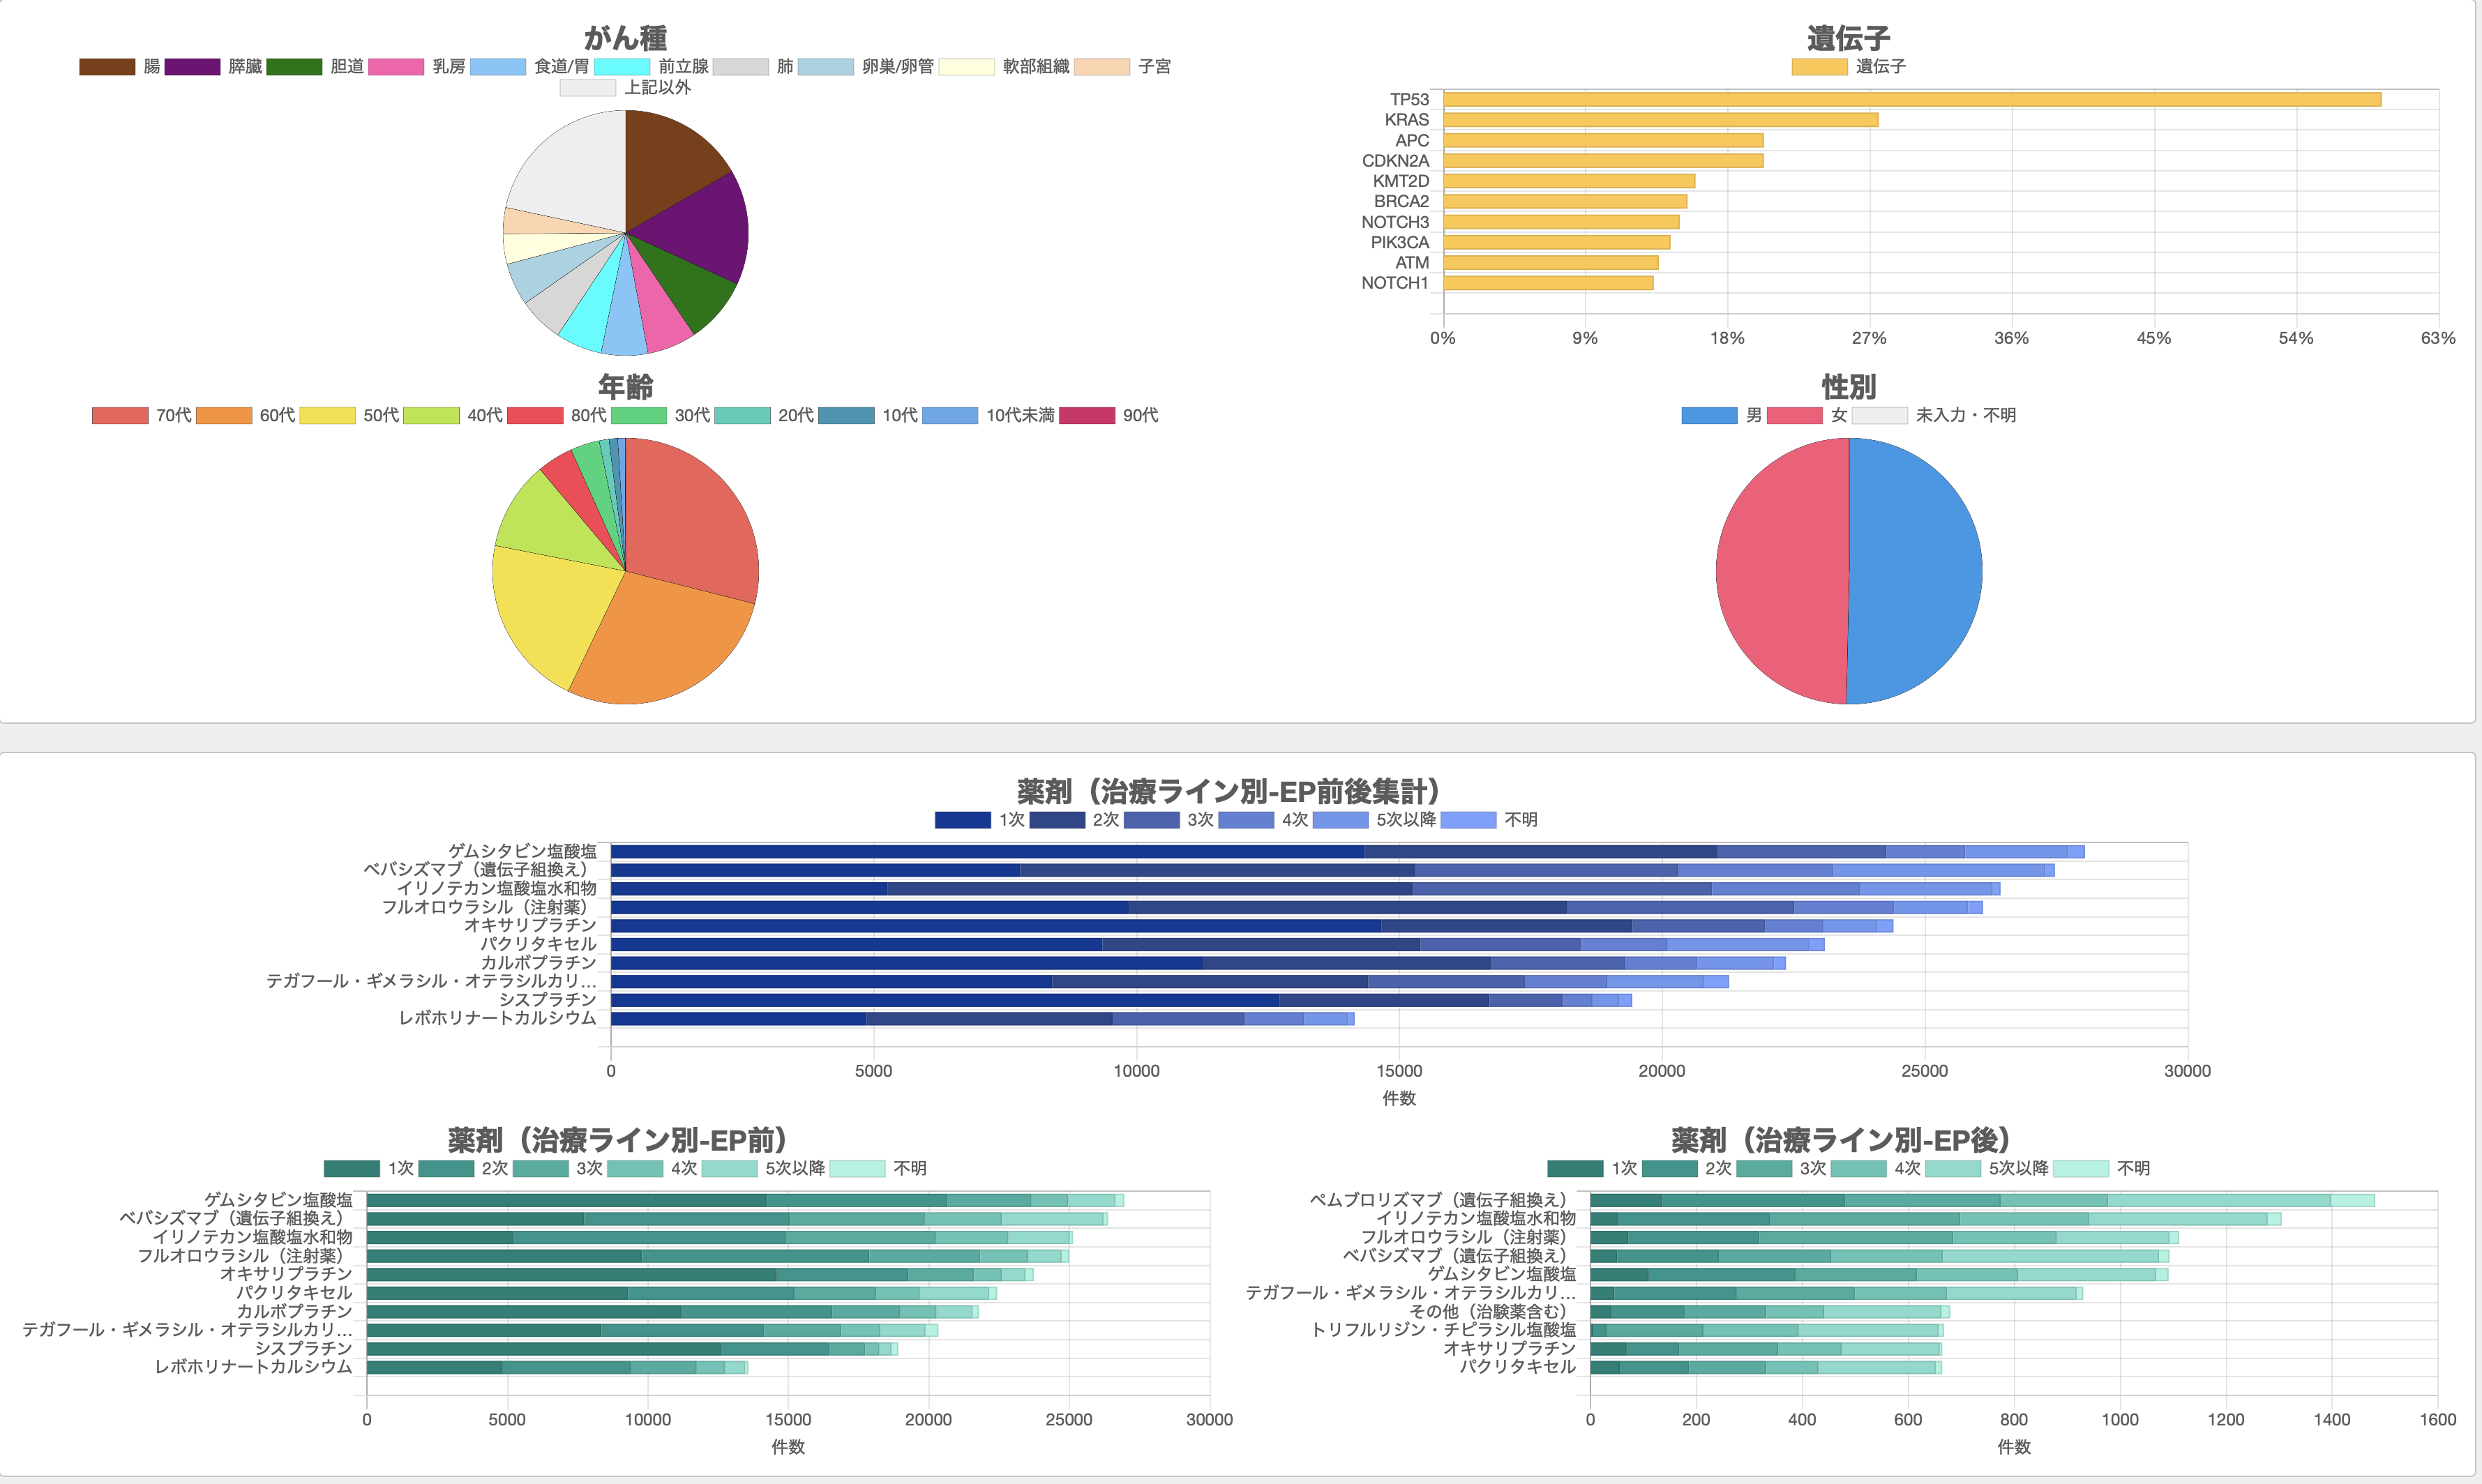 がん種
腸 膵臓 胆道 乳房 食道/胃 前立腺 肺 卵巣/卵管 軟部組織 子宮
上記以外
遺伝子
遺伝子
TP53
KRAS
APC
CDKN2A
KMT2D
BRCA2
NOTCH3
PIK3CA
ATM
NOTCH1
0% 9% 18% 27% 36% 45% 54% 63%
年齢
70代 60代 50代 40代 80代 30代 20代 10代 10代未満 90代
性別
男 女 未入力・不明
薬剤（治療ライン別-EP前後集計）
1次 2次 3次 4次 5次以降 不明
ゲムシタビン塩酸塩
ベバシズマブ（遺伝子組換え）
イリノテカン塩酸塩水和物
フルオロウラシル（注射薬）
オキサリプラチン
パクリタキセル
カルボプラチン
テガフール・ギメラシル・オテラシルカリ…
シスプラチン
レボホリナートカルシウム
0 5000 10000 15000 20000 25000 30000
件数
薬剤（治療ライン別-EP前）
1次 2次 3次 4次 5次以降 不明
ゲムシタビン塩酸塩
ベバシズマブ（遺伝子組換え）
イリノテカン塩酸塩水和物
フルオロウラシル（注射薬）
オキサリプラチン
パクリタキセル
カルボプラチン
テガフール・ギメラシル・オテラシルカリ…
シスプラチン
レボホリナートカルシウム
0 5000 10000 15000 20000 25000 30000
件数
薬剤（治療ライン別-EP後）
1次 2次 3次 4次 5次以降 不明
ペムブロリズマブ（遺伝子組換え）
イリノテカン塩酸塩水和物
フルオロウラシル（注射薬）
ベバシズマブ（遺伝子組換え）
ゲムシタビン塩酸塩
テガフール・ギメラシル・オテラシルカリ…
その他（治験薬含む）
トリフルリジン・チピラシル塩酸塩
オキサリプラチン
パクリタキセル
0 200 400 600 800 1000 1200 1400 1600
件数